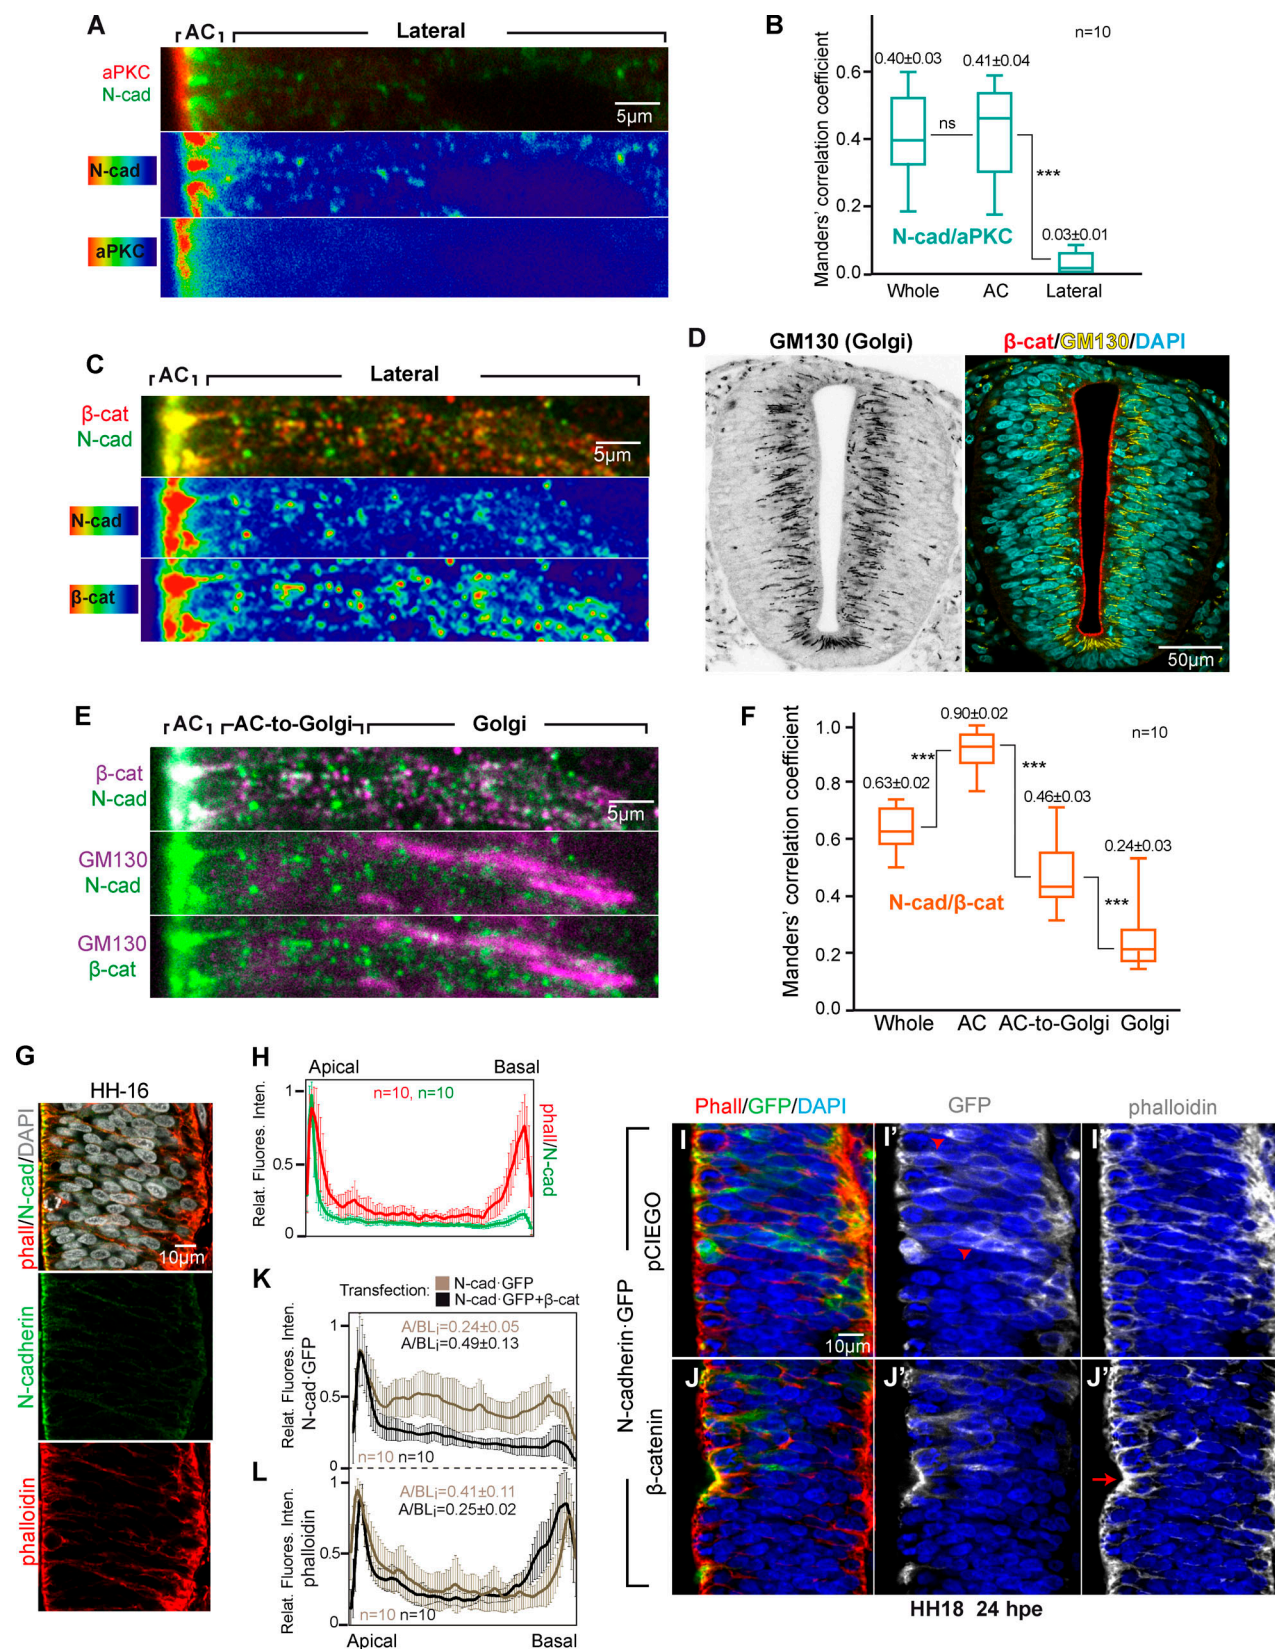 A
AC
Lateral
aPKC
N-cad
5µm
N-cad
aPKC
B
n=10
Manders' correlation coefficient
0.6
0.4
0.2
0.0
0.40±0.03
0.41±0.04
0.03±0.01
ns
***
N-cad/aPKC
Whole
AC
Lateral
C
AC
Lateral
β-cat
N-cad
5µm
N-cad
β-cat
D
GM130 (Golgi)
β-cat/GM130/DAPI
50µm
E
AC
AC-to-Golgi
Golgi
β-cat
N-cad
5µm
GM130
N-cad
GM130
β-cat
F
n=10
Manders' correlation coefficient
1.0
0.8
0.6
0.4
0.2
0.0
0.63±0.02
0.90±0.02
0.46±0.03
0.24±0.03
***
***
***
N-cad/β-cat
Whole
AC
AC-to-Golgi
Golgi
G
HH-16
phall/N-cad/DAPI
10µm
N-cadherin
phalloidin
H
Apical
Basal
n=10, n=10
Relat. Fluores. Inten.
1
0.5
0
phall/N-cad
K
Transfection:
N-cad·GFP
N-cad·GFP+β-cat
A/BLi=0.24±0.05
A/BLi=0.49±0.13
Relat. Fluores. Inten.
N-cad·GFP
1
0.5
0
n=10 n=10
L
A/BLi=0.41±0.11
A/BLi=0.25±0.02
Relat. Fluores. Inten.
phalloidin
1
0.5
0
n=10 n=10
Apical
Basal
Phall/GFP/DAPI
GFP
phalloidin
N-cadherin·GFP
pCIEGO
β-catenin
I
I'
I''
10µm
J
J'
J''
HH18 24 hpe